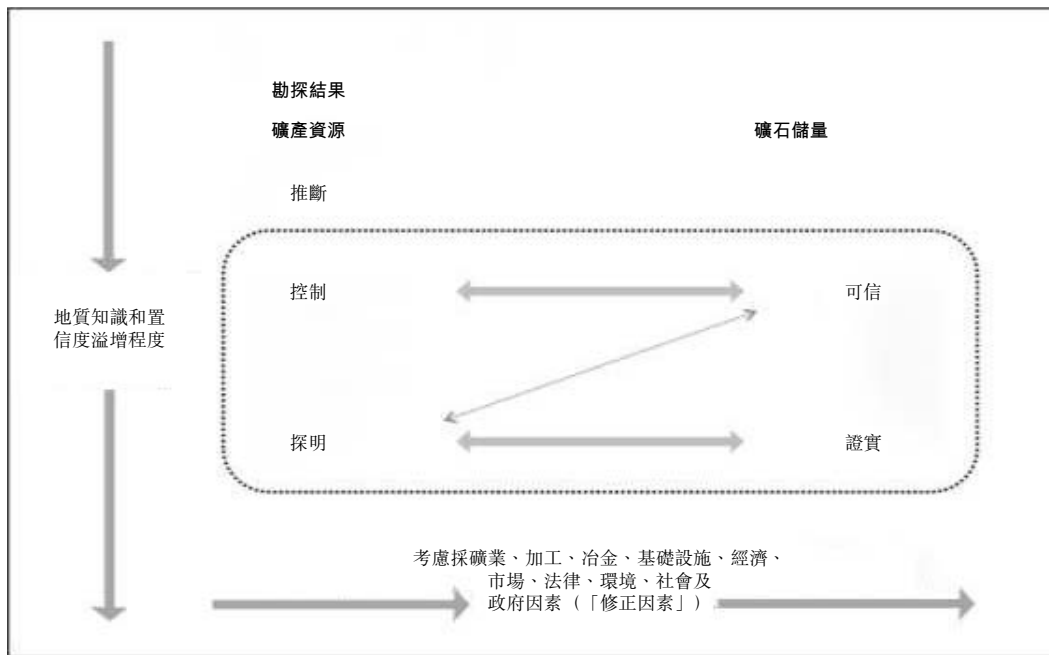 勘探結果
礦產資源
礦石儲量
推斷
控制
可信
地質知識和置
信度溢增程度
探明
證實
考慮採礦業、加工、冶金、基礎設施、經濟、
市場、法律、環境、社會及
政府因素(「修正因素」)